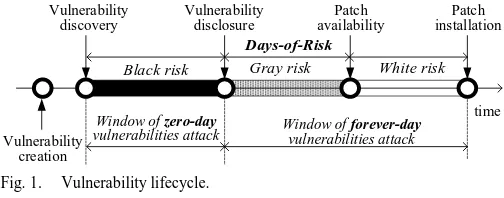 Vulnerability discovery
Vulnerability disclosure
Patch availability
Patch installation
Days-of-Risk
Black risk
Gray risk
White risk
time
Vulnerability creation
Window of zero-day vulnerabilities attack
Window of forever-day vulnerabilities attack
Fig. 1. Vulnerability lifecycle.